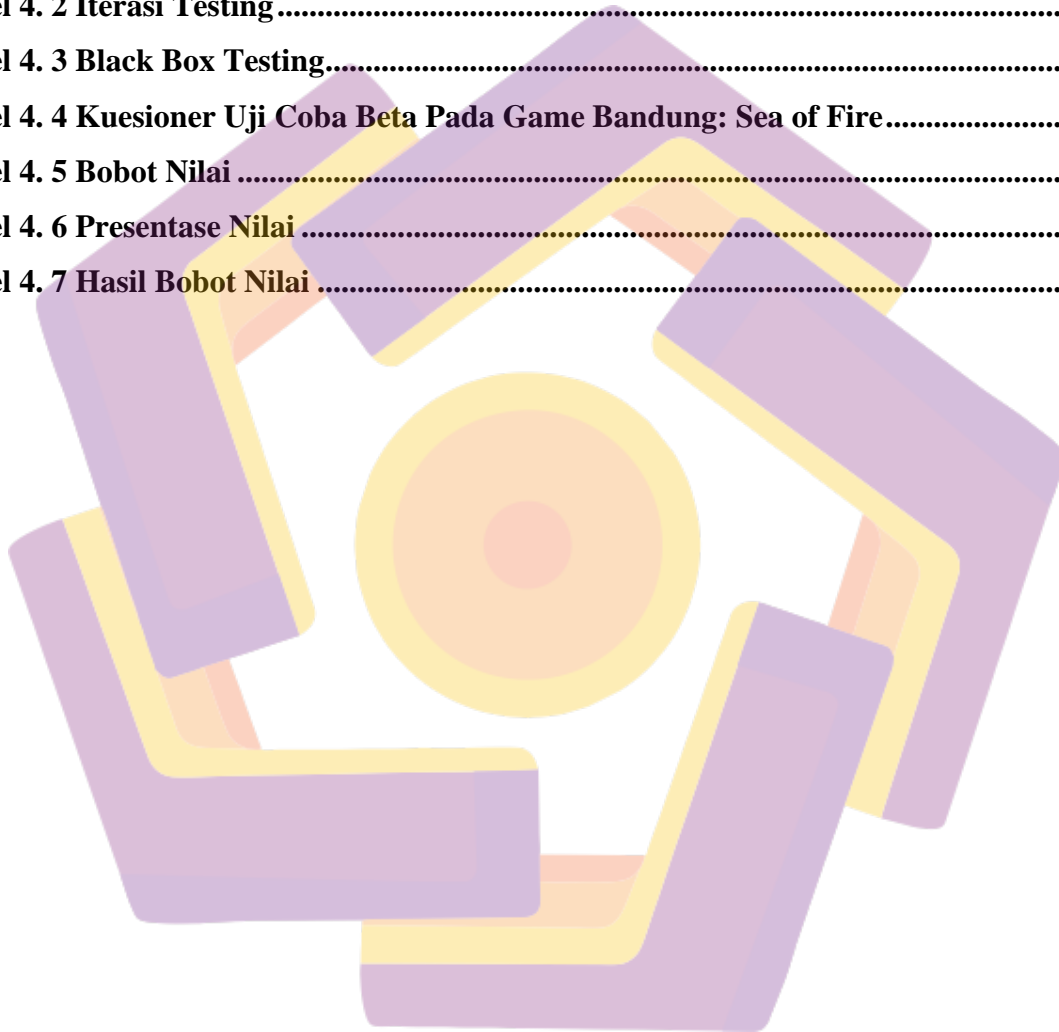 el 4. 2 Iterasi Testing
el 4. 3 Black Box Testing
el 4. 4 Kuesioner Uji Coba Beta Pada Game Bandung: Sea of Fire
el 4. 5 Bobot Nilai
el 4. 6 Presentase Nilai
el 4. 7 Hasil Bobot Nilai